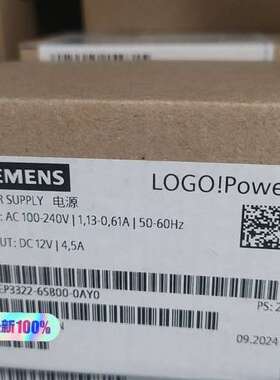 SIEMENS
LOGO!Power
R SUPPLY 电源
: AC 100-240V | 1,13-0,61A | 50-60Hz
UT: DC 12V | 4,5A
EP3322-6SB00-0AY0
PS: 2
新100%
09.2024